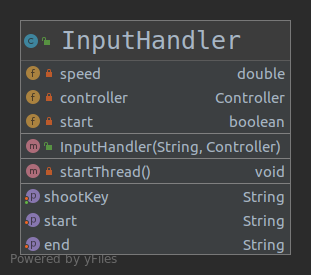 InputHandler
speed double
controller Controller
start boolean
InputHandler(String, Controller)
startThread() void
shootKey String
start String
end String
Powered by yFiles